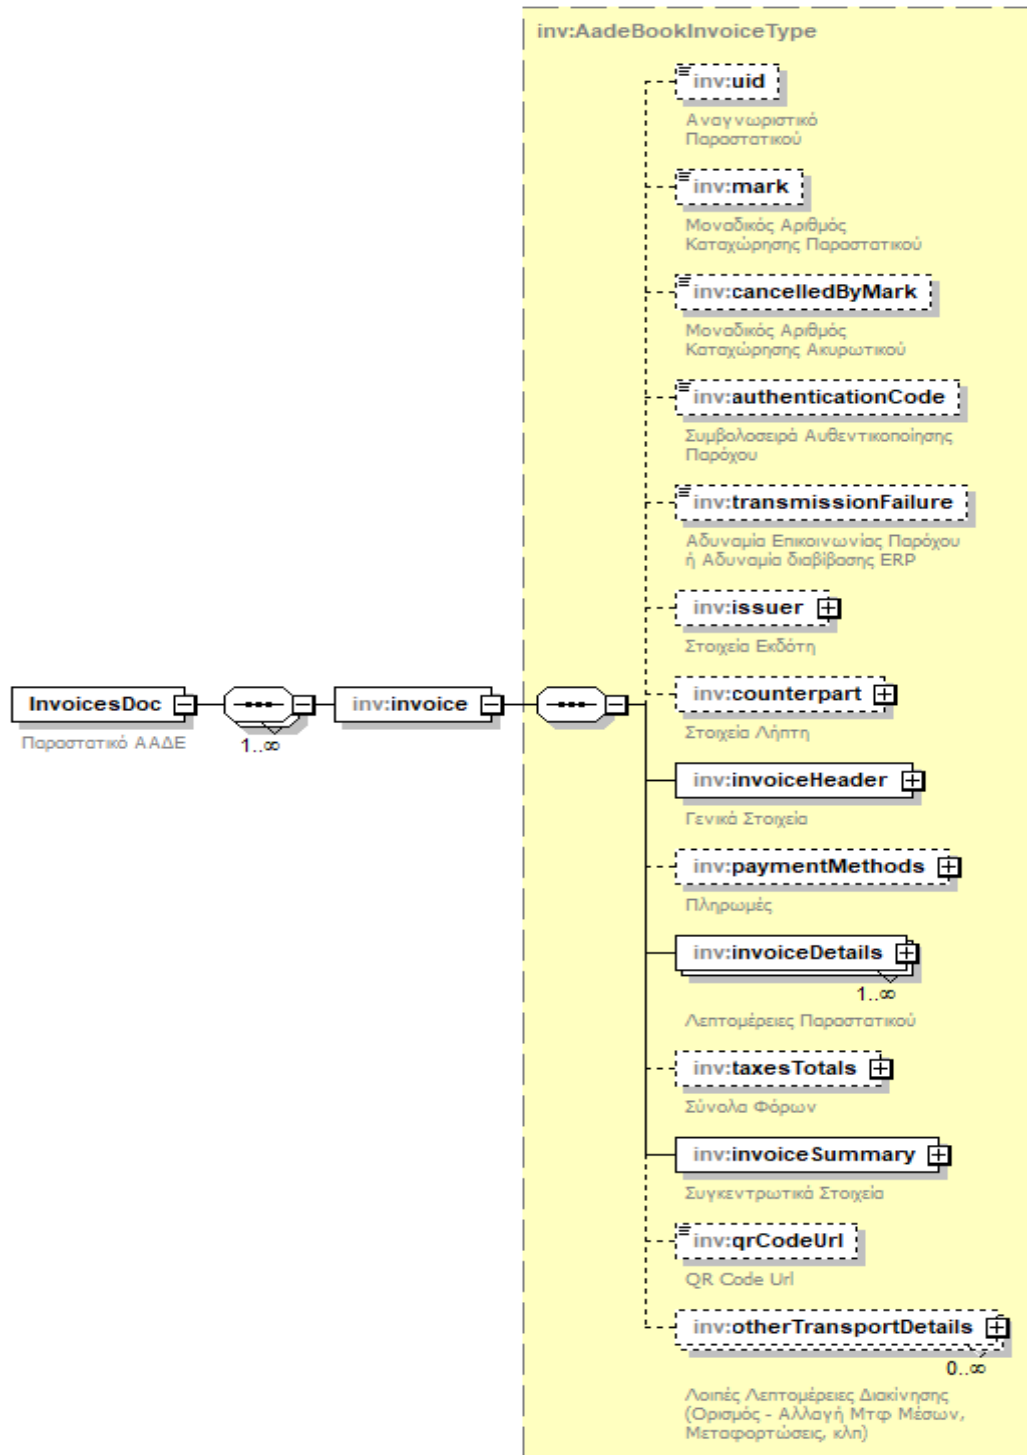 inv:AadeBookInvoiceType
inv:uid
Αναγνωριστικό
Παραστατικού
inv:mark
Μοναδικός Αριθμός
Καταχώρησης Παραστατικού
inv:cancelledByMark
Μοναδικός Αριθμός
Καταχώρησης Ακυρωτικού
inv:authenticationCode
Συμβολοσειρά Αυθεντικοποίησης
Παρόχου
inv:transmissionFailure
Αδυναμία Επικοινωνίας Παρόχου
ή Αδυναμία διαβίβασης ERP
inv:issuer
Στοιχεία Εκδότη
InvoicesDoc
Παραστατικό ΑΑΔΕ
1..∞
inv:invoice
inv:counterpart
Στοιχεία Λήπτη
inv:invoiceHeader
Γενικά Στοιχεία
inv:paymentMethods
Πληρωμές
inv:invoiceDetails
1..∞
Λεπτομέρειες Παραστατικού
inv:taxesTotals
Σύνολα Φόρων
inv:invoiceSummary
Συγκεντρωτικά Στοιχεία
inv:qrCodeUrl
QR Code Url
inv:otherTransportDetails
0..∞
Λοιπές Λεπτομέρειες Διακίνησης
(Ορισμός - Αλλαγή Μτφ Μέσων,
Μεταφορτώσεις, κλπ)